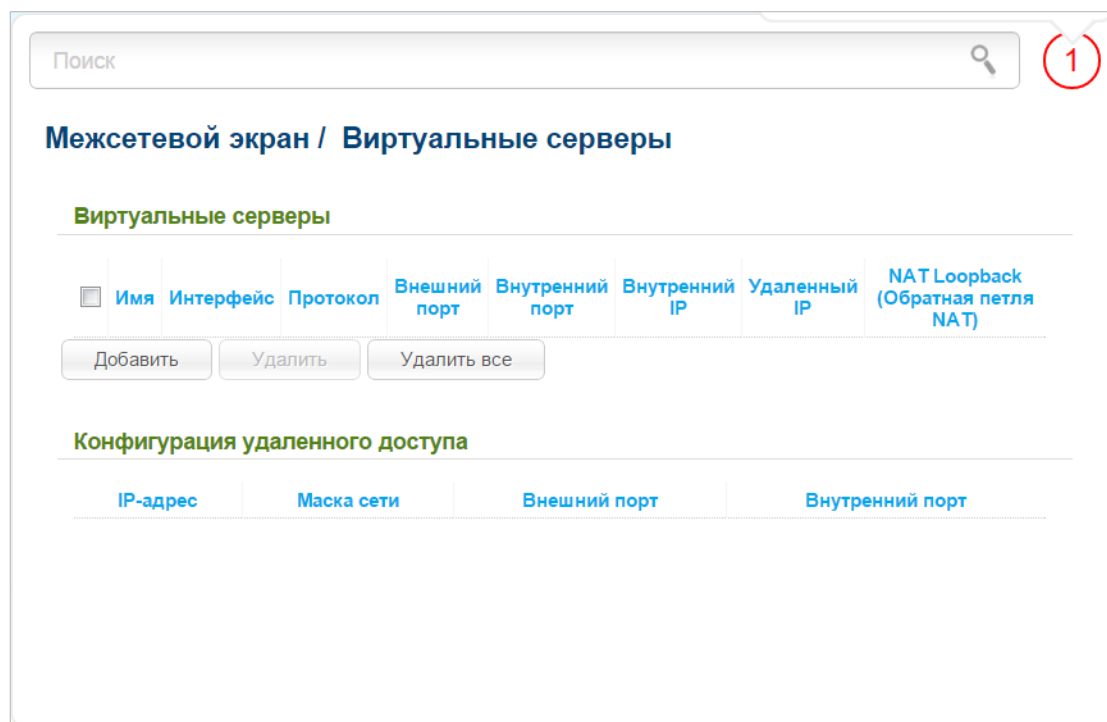 Поиск
1
Межсетевой экран / Виртуальные серверы
Виртуальные серверы
Имя Интерфейс Протокол Внешний порт Внутренний порт Внутренний IP Удаленный IP NAT Loopback (Обратная петля NAT)
Добавить Удалить Удалить все
Конфигурация удаленного доступа
IP-адрес Маска сети Внешний порт Внутренний порт